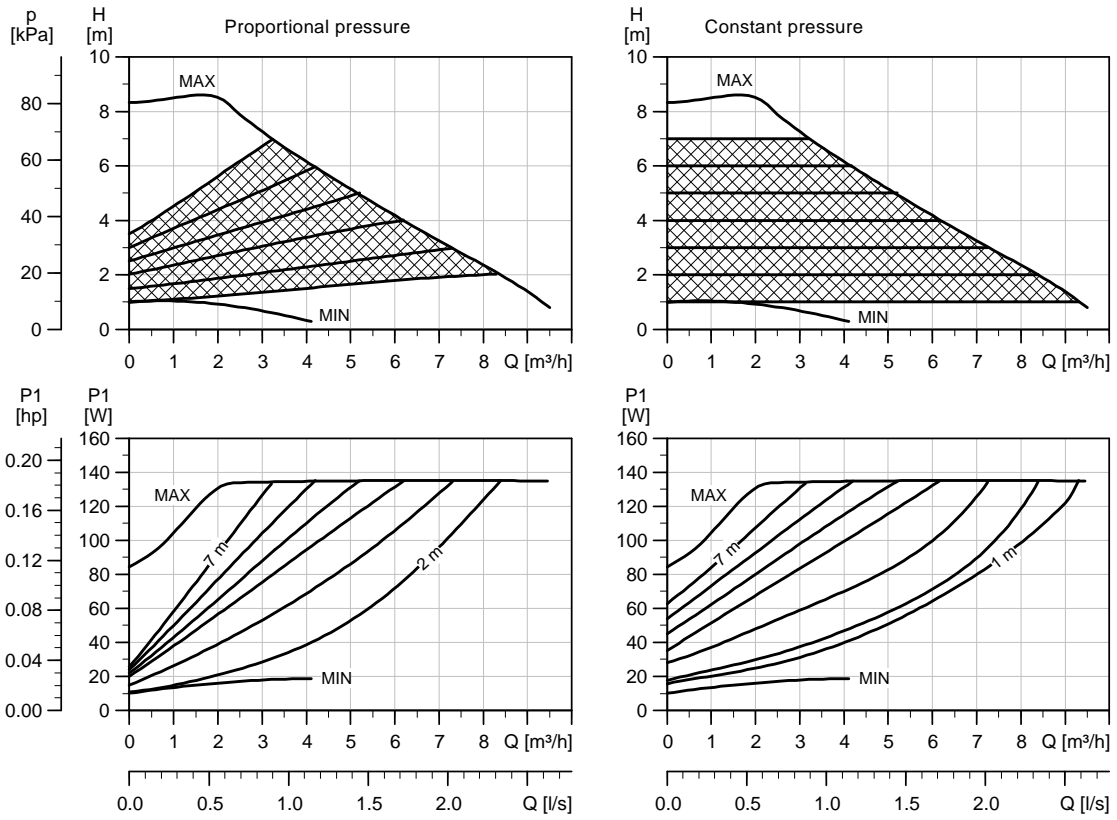 p H Proportional pressure
[kPa] [m]
H Constant pressure
[m]
10
80 8 MAX
60 6
40 4
20 2
0 0 MIN
0 1 2 3 4 5 6 7 8 Q [m³/h]
10
8 MAX
6
4
2
0 MIN
0 1 2 3 4 5 6 7 8 Q [m³/h]
P1 P1
[hp] [W]
160
0.20 140
120
0.16 MAX
100
0.12 7 m 2 m
80
0.08 60
40
0.04 20 MIN
0.00 0
0 1 2 3 4 5 6 7 8 Q [m³/h]
0.0 0.5 1.0 1.5 2.0 Q [l/s]
P1
[W]
160
140
120 MAX
100
7 m 1 m
80
60
40
20 MIN
0
0 1 2 3 4 5 6 7 8 Q [m³/h]
0.0 0.5 1.0 1.5 2.0 Q [l/s]